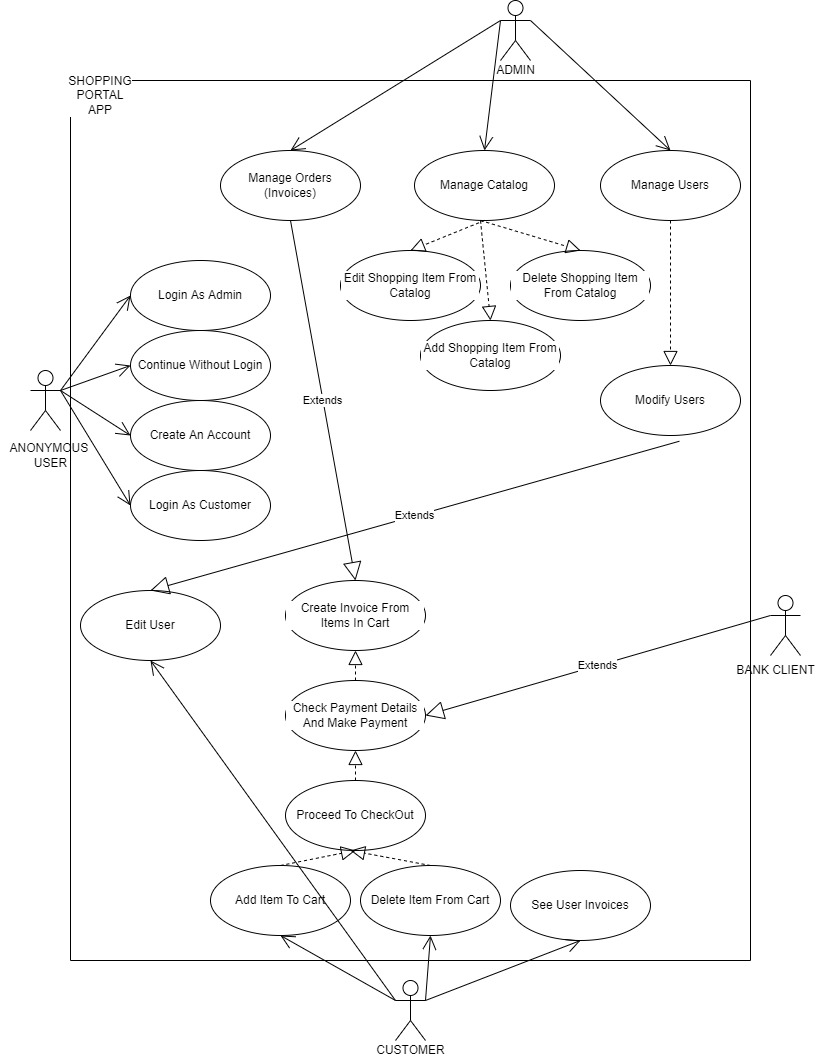 ADMIN
SHOPPING
PORTAL
APP
Manage Orders
(Invoices)
Manage Catalog
Manage Users
Edit Shopping Item From
Catalog
Delete Shopping Item
From Catalog
Add Shopping Item From
Catalog
Login As Admin
Continue Without Login
Create An Account
Login As Customer
ANONYMOUS
USER
Extends
Modify Users
Extends
Edit User
Create Invoice From
Items In Cart
BANK CLIENT
Extends
Check Payment Details
And Make Payment
Proceed To CheckOut
Add Item To Cart
Delete Item From Cart
See User Invoices
CUSTOMER